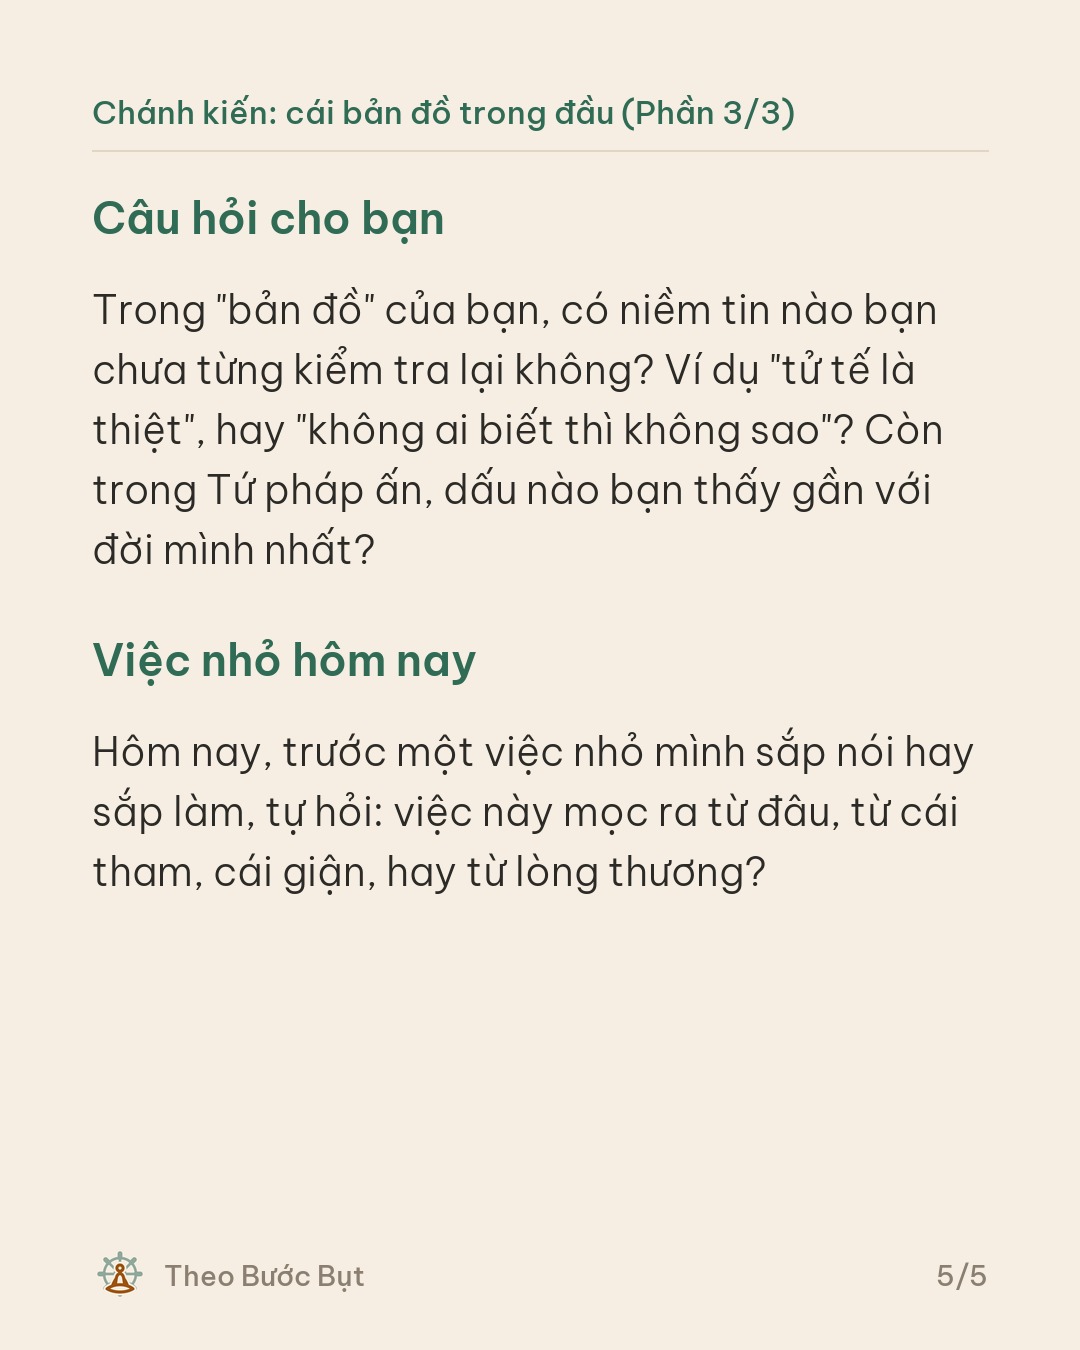 Chánh kiến: cái bản đồ trong đầu (Phần 3/3)
Câu hỏi cho bạn
Trong "bản đồ" của bạn, có niềm tin nào bạn
chưa từng kiểm tra lại không? Ví dụ "tử tế là
thiệt", hay "không ai biết thì không sao"? Còn
trong Tứ pháp ấn, dấu nào bạn thấy gần với
đời mình nhất?
Việc nhỏ hôm nay
Hôm nay, trước một việc nhỏ mình sắp nói hay
sắp làm, tự hỏi: việc này mọc ra từ đâu, từ cái
tham, cái giận, hay từ lòng thương?
Theo Bước Bụt
5/5